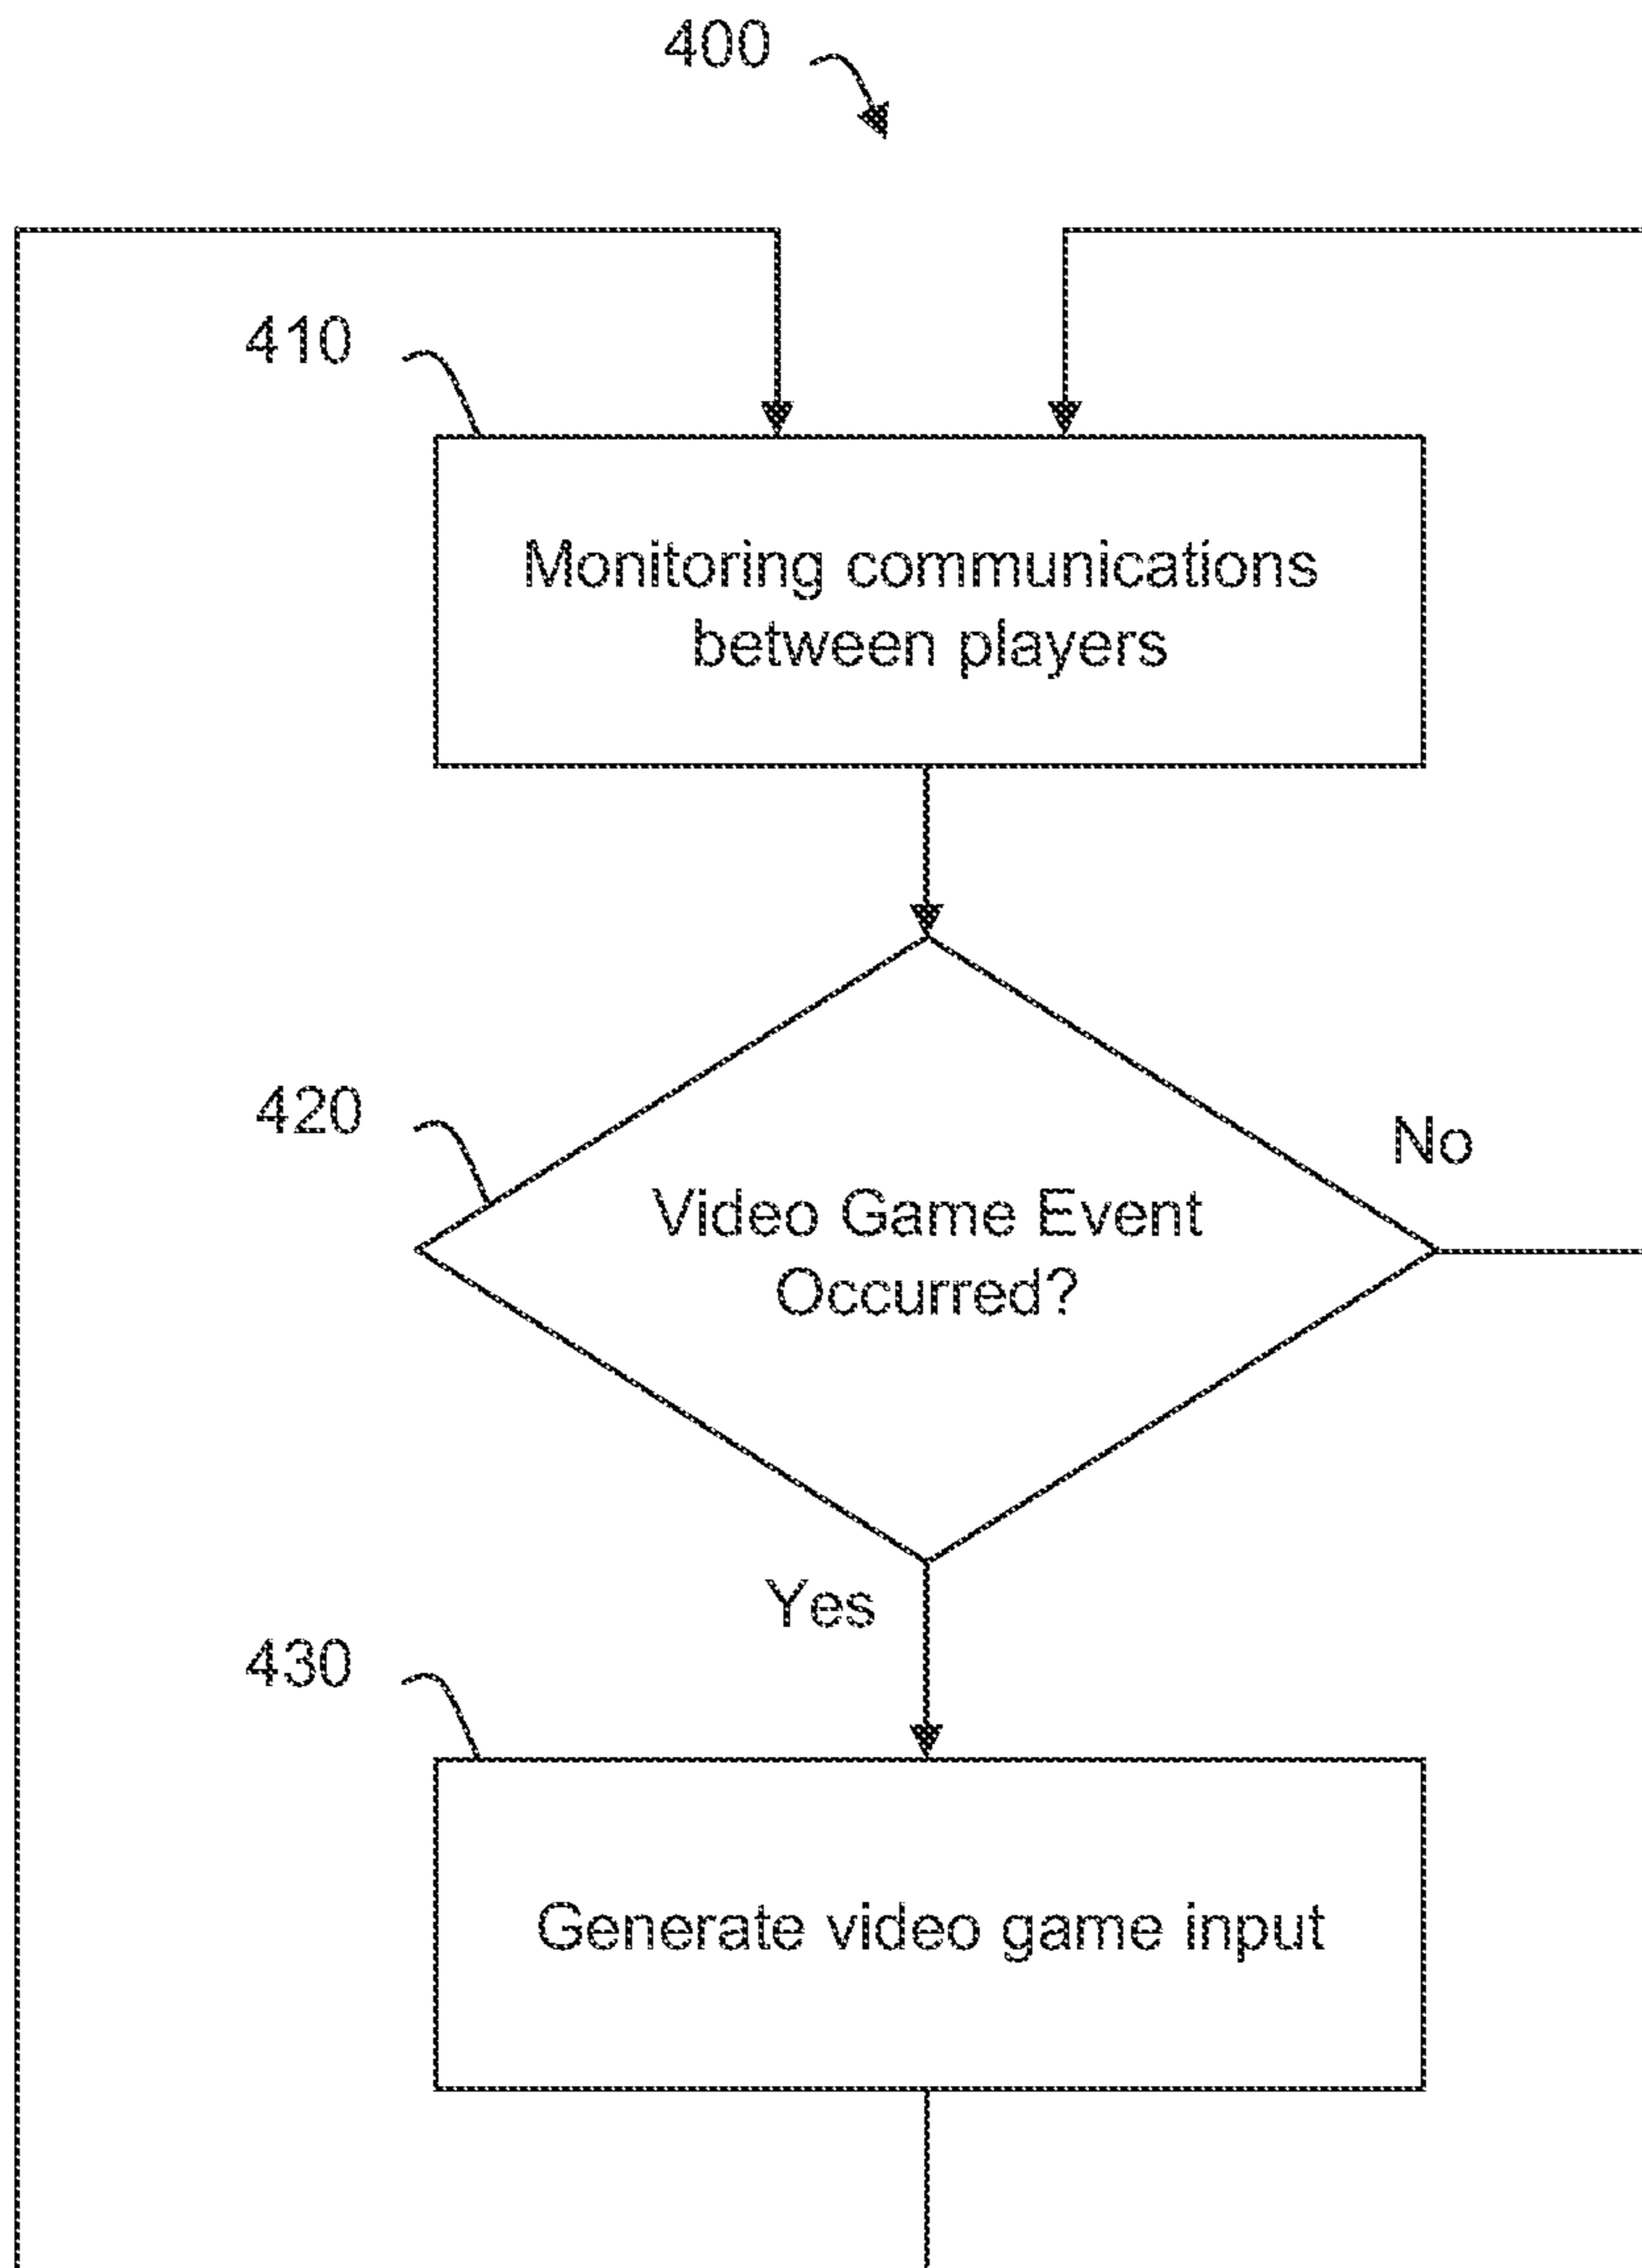 400
410
Monitoring communications
between players
420
No
Video Game Event
Occurred?
Yes
430
Generate video game input